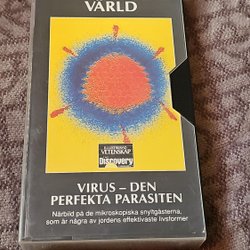 VÄRLD
ILLUSTRERAD
VETENSKAP
Discovery
VIRUS – DEN
PERFEKTA PARASITEN
Närbild på de mikroskopiska snyltgästerna,
som är några av jordens effektivaste livsformer